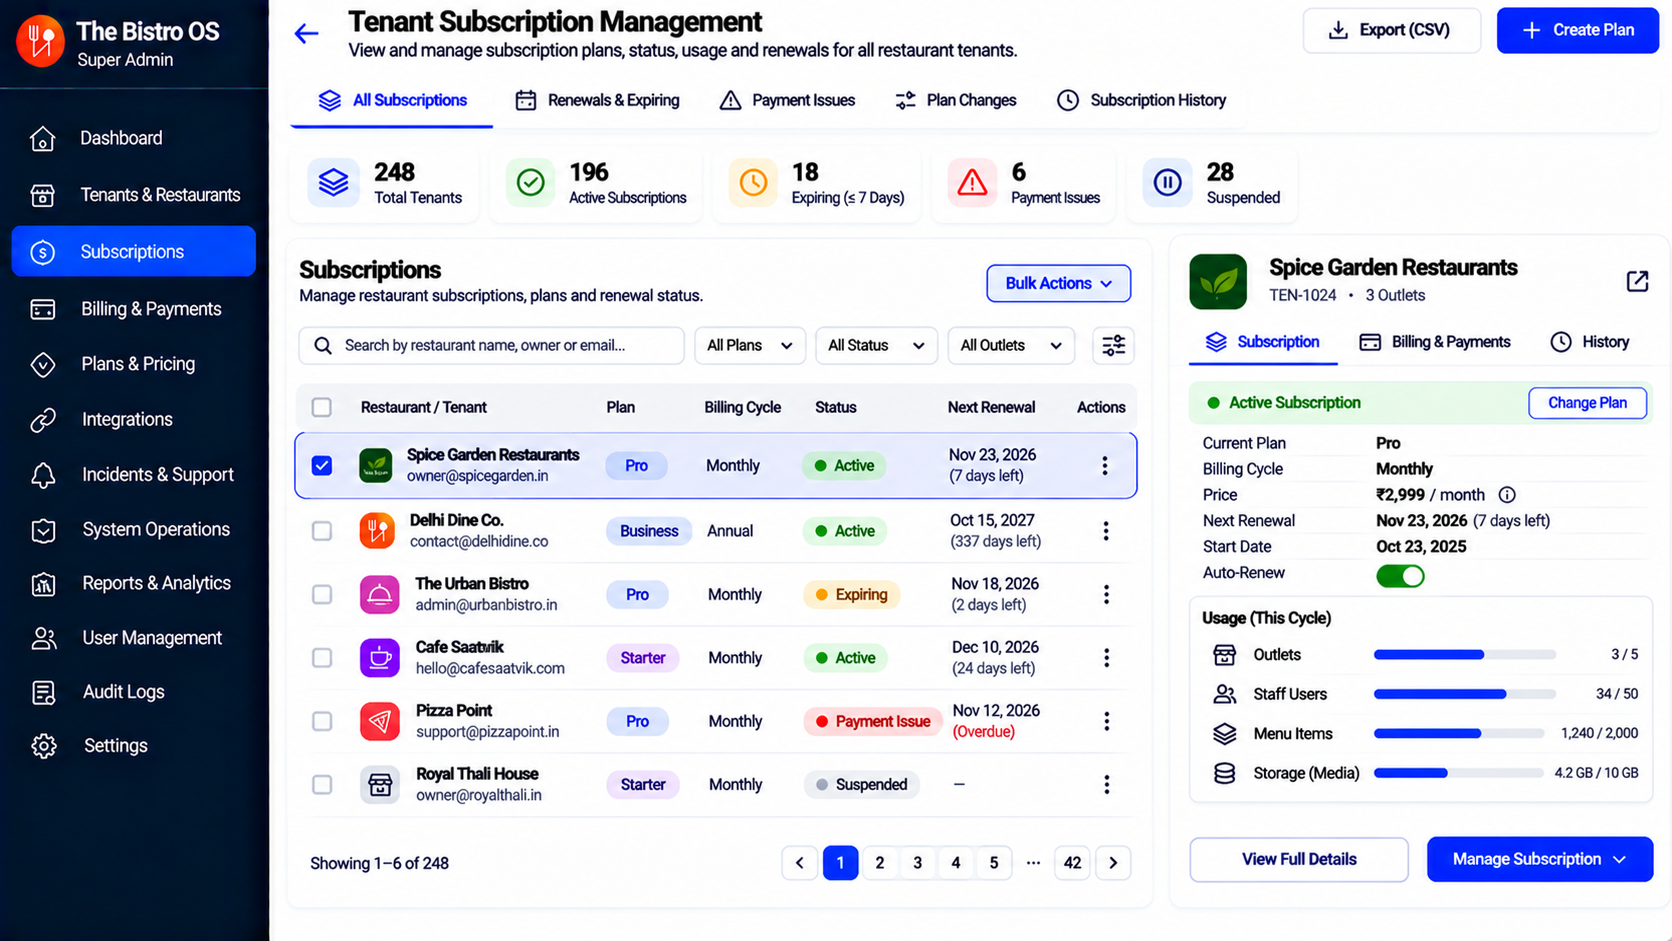 The Bistro OS
Super Admin
Dashboard
Tenants & Restaurants
Subscriptions
Billing & Payments
Plans & Pricing
Integrations
Incidents & Support
System Operations
Reports & Analytics
User Management
Audit Logs
Settings
Tenant Subscription Management
View and manage subscription plans, status, usage and renewals for all restaurant tenants.
Export (CSV)
Create Plan
All Subscriptions
Renewals & Expiring
Payment Issues
Plan Changes
Subscription History
248
Total Tenants
196
Active Subscriptions
18
Expiring (≤ 7 Days)
6
Payment Issues
28
Suspended
Subscriptions
Manage restaurant subscriptions, plans and renewal status.
Bulk Actions
Search by restaurant name, owner or email...
All Plans
All Status
All Outlets
Restaurant / Tenant Plan Billing Cycle Status Next Renewal Actions
Spice Garden Restaurants
owner@spicegarden.in
Pro
Monthly
Active
Nov 23, 2026
(7 days left)
Delhi Dine Co.
contact@delhidine.co
Business
Annual
Active
Oct 15, 2027
(337 days left)
The Urban Bistro
admin@urbanbistro.in
Pro
Monthly
Expiring
Nov 18, 2026
(2 days left)
Cafe Saatvik
hello@cafesaatvik.com
Starter
Monthly
Active
Dec 10, 2026
(24 days left)
Pizza Point
support@pizzapoint.in
Pro
Monthly
Payment Issue
Nov 12, 2026
(Overdue)
Royal Thali House
owner@royalthali.in
Starter
Monthly
Suspended
—
Showing 1–6 of 248
1 2 3 4 5 ... 42
Spice Garden Restaurants
TEN-1024 • 3 Outlets
Subscription
Billing & Payments
History
Active Subscription
Change Plan
Current Plan Pro
Billing Cycle Monthly
Price ₹2,999 / month
Next Renewal Nov 23, 2026 (7 days left)
Start Date Oct 23, 2025
Auto-Renew
Usage (This Cycle)
Outlets 3 / 5
Staff Users 34 / 50
Menu Items 1,240 / 2,000
Storage (Media) 4.2 GB / 10 GB
View Full Details
Manage Subscription